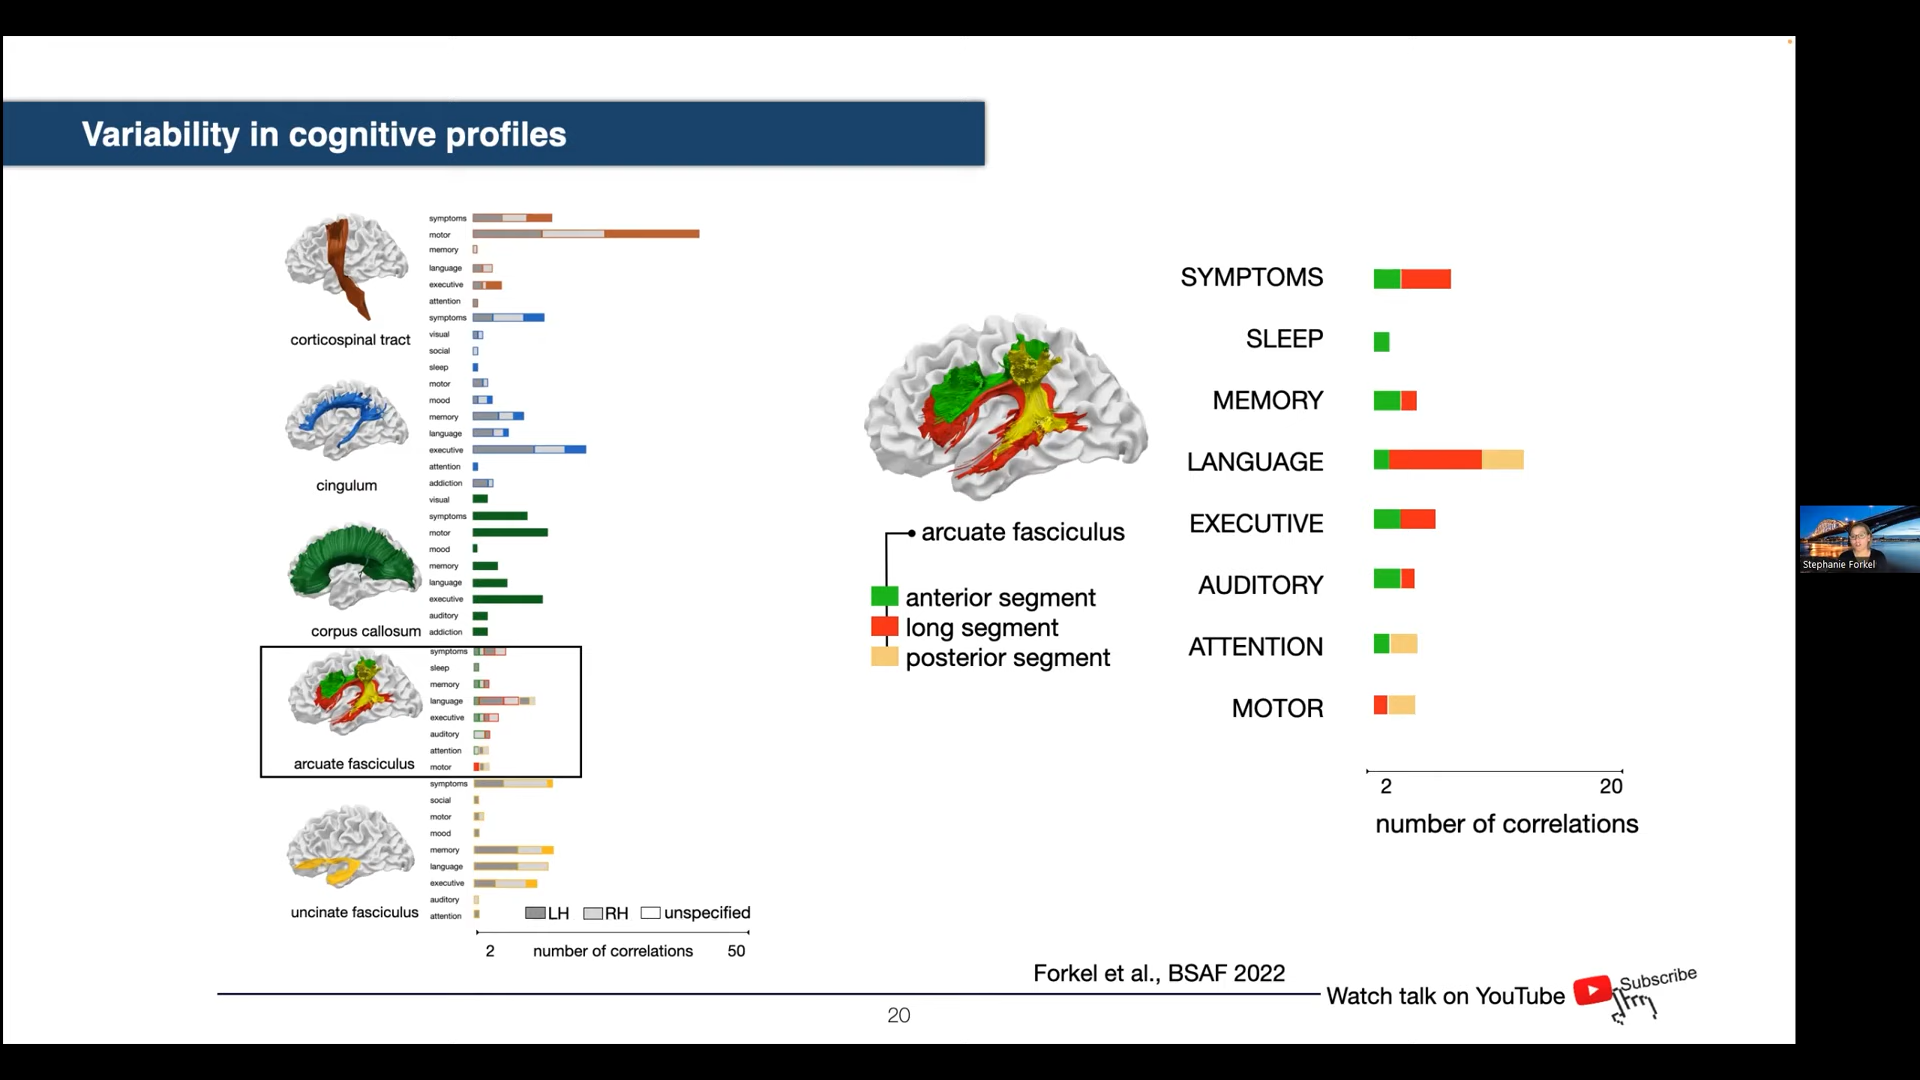 Variability in cognitive profiles
symptoms
motor
memory
language
executive
attention
corticospinal tract
symptoms
visual
social
sleep
motor
mood
memory
language
executive
attention
addiction
cingulum
visual
symptoms
motor
mood
memory
language
executive
auditory
addiction
corpus callosum
symptoms
sleep
memory
language
executive
auditory
attention
motor
arcuate fasciculus
symptoms
social
motor
mood
memory
language
executive
auditory
attention
uncinate fasciculus
LH RH unspecified
2 number of correlations 50
arcuate fasciculus
anterior segment
long segment
posterior segment
SYMPTOMS
SLEEP
MEMORY
LANGUAGE
EXECUTIVE
AUDITORY
ATTENTION
MOTOR
2 20
number of correlations
Forkel et al., BSAF 2022
Watch talk on YouTube
Subscribe
20
Stephanie Forkel